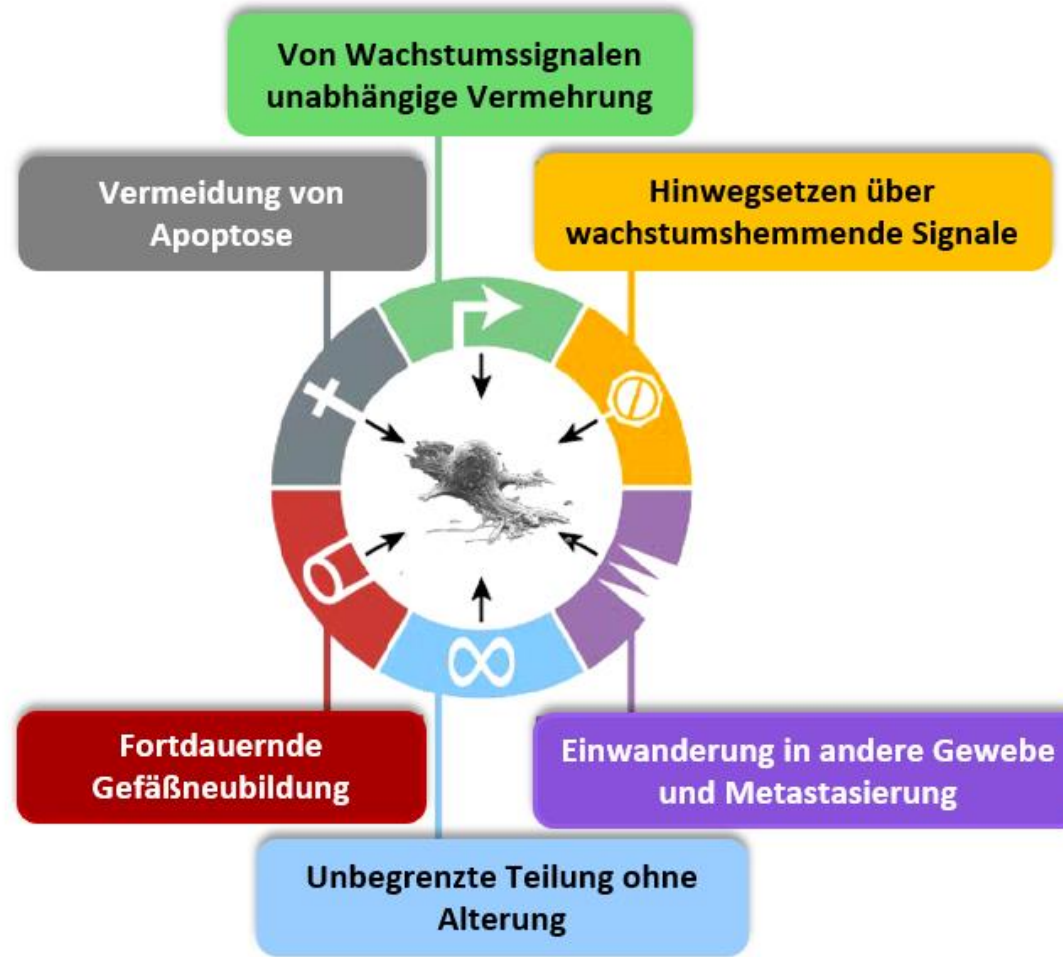 Von Wachstumssignalen
unabhängige Vermehrung
Vermeidung von
Apoptose
Hinwegsetzen über
wachstumshemmende Signale
Fortdauernde
Gefäßneubildung
Einwanderung in andere Gewebe
und Metastasierung
Unbegrenzte Teilung ohne
Alterung